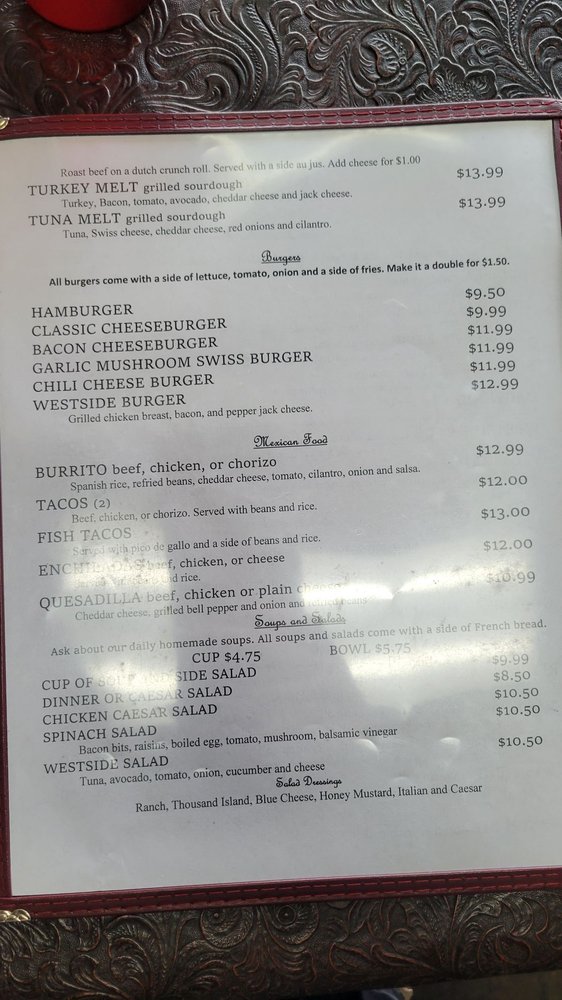 Roast beef on a dutch crunch roll. Served with a side au jus. Add cheese for $1.00
TURKEY MELT grilled sourdough $13.99
Turkey, Bacon, tomato, avocado, cheddar cheese and jack cheese.
TUNA MELT grilled sourdough $13.99
Tuna, Swiss cheese, cheddar cheese, red onions and cilantro.
Burgers
All burgers come with a side of lettuce, tomato, onion and a side of fries. Make it a double for $1.50.
HAMBURGER $9.50
CLASSIC CHEESEBURGER $9.99
BACON CHEESEBURGER $11.99
GARLIC MUSHROOM SWISS BURGER $11.99
CHILI CHEESE BURGER $11.99
WESTSIDE BURGER $12.99
Grilled chicken breast, bacon, and pepper jack cheese.
Mexican Food
BURRITO beef, chicken, or chorizo $12.99
Spanish rice, refried beans, cheddar cheese, tomato, cilantro, onion and salsa.
TACOS (2) $12.00
Beef, chicken, or chorizo. Served with beans and rice.
FISH TACOS $13.00
Served with pico de gallo and a side of beans and rice.
ENCHILADAS beef, chicken, or cheese $12.00
and rice.
QUESADILLA beef, chicken or plain cheese $10.99
Cheddar cheese, grilled bell pepper and onion and refried beans
Soups and Salads
Ask about our daily homemade soups. All soups and salads come with a side of French bread.
CUP $4.75 BOWL $5.75
CUP OF SOUP AND SIDE SALAD $9.99
DINNER OR CAESAR SALAD $8.50
CHICKEN CAESAR SALAD $10.50
SPINACH SALAD $10.50
Bacon bits, raisins, boiled egg, tomato, mushroom, balsamic vinegar
WESTSIDE SALAD $10.50
Tuna, avocado, tomato, onion, cucumber and cheese
Salad Dressings
Ranch, Thousand Island, Blue Cheese, Honey Mustard, Italian and Caesar